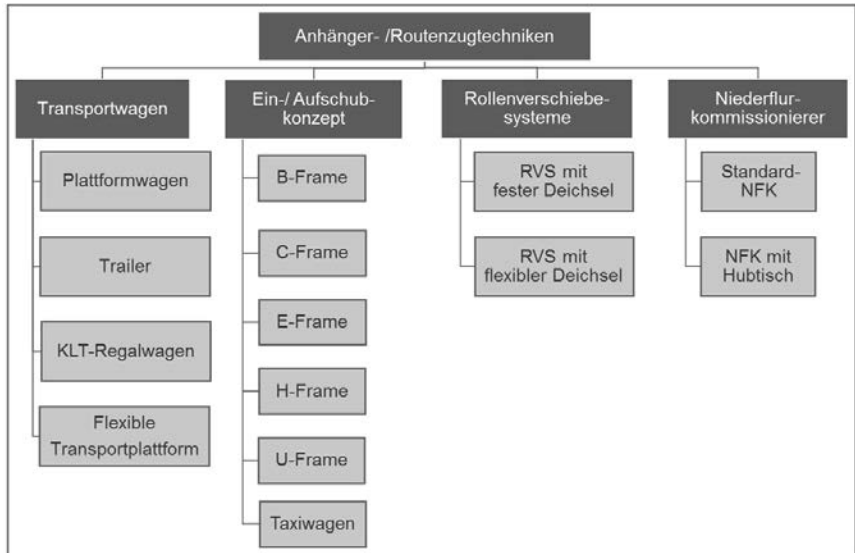 Anhänger- /Routenzugtechniken
Transportwagen
Plattformwagen
Trailer
KLT-Regalwagen
Flexible
Transportplattform
Ein-/ Aufschub-
konzept
B-Frame
C-Frame
E-Frame
H-Frame
U-Frame
Taxiwagen
Rollenverschiebe-
systeme
RVS mit
fester Deichsel
RVS mit
flexibler Deichsel
Niederflur-
kommissionierer
Standard-
NFK
NFK mit
Hubtisch